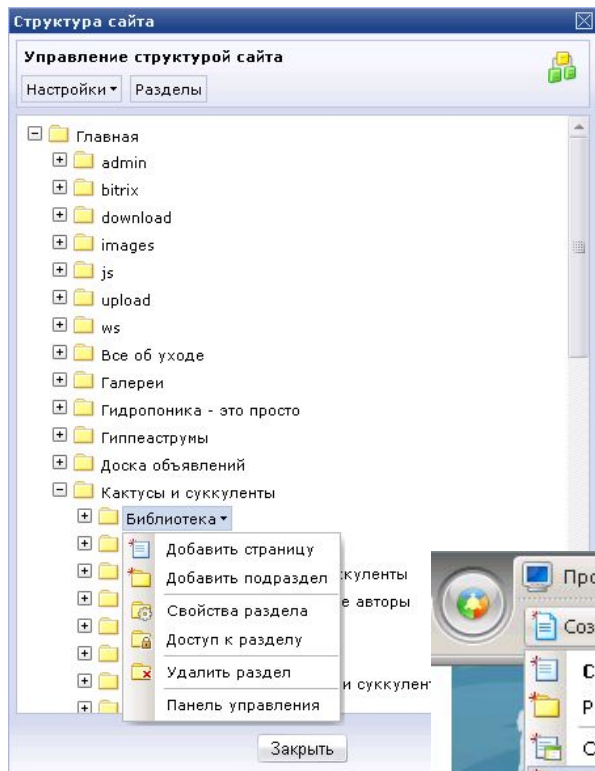 Структура сайта
Управление структурой сайта
Настройки
Разделы
Главная
admin
bitrix
download
images
js
upload
ws
Все об уходе
Галереи
Гидропоника - это просто
Гиппеаструмы
Доска объявлений
Кактусы и суккуленты
Библиотека
Добавить страницу
Добавить подраздел
Свойства раздела
Доступ к разделу
Удалить раздел
Панель управления
Закрыть